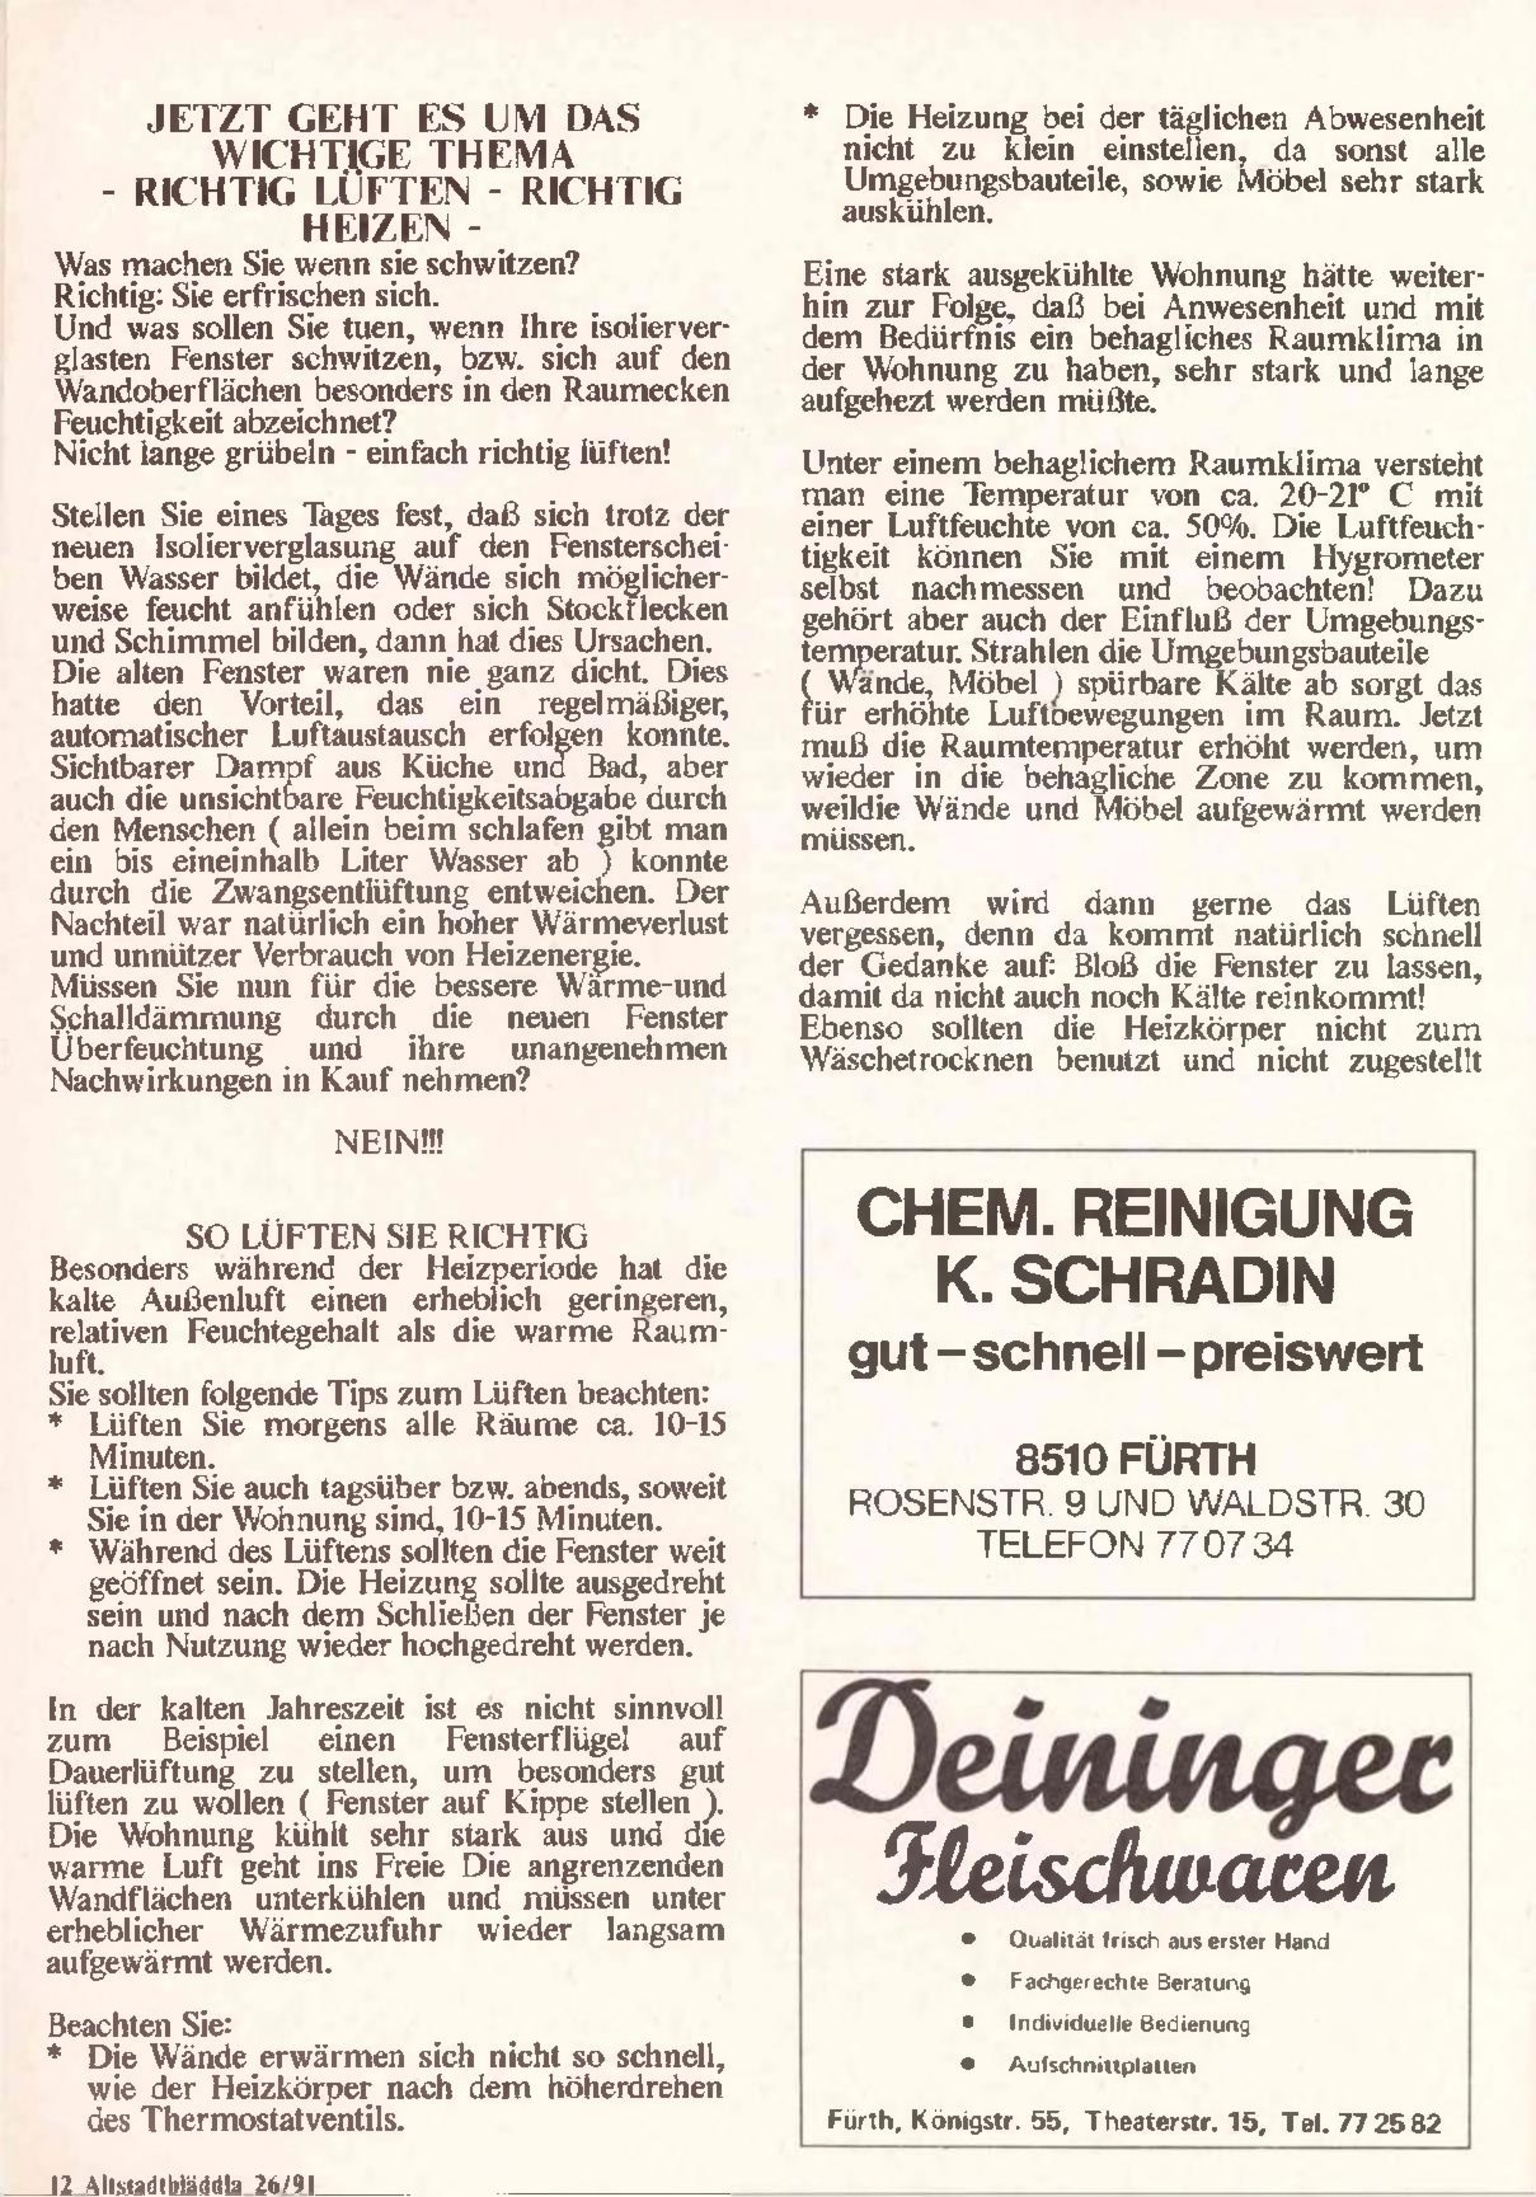 JETZT GEHT ES UM DAS
WICHTIGE THEMA
- RICHTIG LÜFTEN - RICHTIG
HEIZEN -
Was machen Sie wenn sie schwitzen?
Richtig: Sie erfrischen sich.
Und was sollen Sie tuen, wenn Ihre isolierver-
glasten Fenster schwitzen, bzw. sich auf den
Wandoberflächen besonders in den Raumecken
Feuchtigkeit abzeichnet?
Nicht lange grübeln - einfach richtig lüften!
Stellen Sie eines Tages fest, daß sich trotz der
neuen Isolierverglasung auf den Fensterschei-
ben Wasser bildet, die Wände sich möglicher-
weise feucht anfühlen oder sich Stockflecken
und Schimmel bilden, dann hat dies Ursachen.
Die alten Fenster waren nie ganz dicht. Dies
hatte den Vorteil, das ein regelmäßiger,
automatischer Luftaustausch erfolgen konnte.
Sichtbarer Dampf aus Küche und Bad, aber
auch die unsichtbare Feuchtigkeitsabgabe durch
den Menschen ( allein beim schlafen gibt man
ein bis eineinhalb Liter Wasser ab ) konnte
durch die Zwangsentlüftung entweichen. Der
Nachteil war natürlich ein hoher Wärmeverlust
und unnützer Verbrauch von Heizenergie.
Müssen Sie nun für die bessere Wärme-und
Schalldämmung durch die neuen Fenster
Überfeuchtung und ihre unangenehmen
Nachwirkungen in Kauf nehmen?
NEIN!!!
SO LÜFTEN SIE RICHTIG
Besonders während der Heizperiode hat die
kalte Außenluft einen erheblich geringeren,
relativen Feuchtegehalt als die warme Raum-
luft.
Sie sollten folgende Tips zum Lüften beachten:
* Lüften Sie morgens alle Räume ca. 10-15
Minuten.
* Lüften Sie auch tagsüber bzw. abends, soweit
Sie in der Wohnung sind, 10-15 Minuten.
* Während des Lüftens sollten die Fenster weit
geöffnet sein. Die Heizung sollte ausgedreht
sein und nach dem Schließen der Fenster je
nach Nutzung wieder hochgedreht werden.
In der kalten Jahreszeit ist es nicht sinnvoll
zum Beispiel einen Fensterflügel auf
Dauerlüftung zu stellen, um besonders gut
lüften zu wollen ( Fenster auf Kippe stellen ).
Die Wohnung kühlt sehr stark aus und die
warme Luft geht ins Freie Die angrenzenden
Wandflächen unterkühlen und müssen unter
erheblicher Wärmezufuhr wieder langsam
aufgewärmt werden.
Beachten Sie:
* Die Wände erwärmen sich nicht so schnell,
wie der Heizkörper nach dem höherdrehen
des Thermostatventils.
* Die Heizung bei der täglichen Abwesenheit
nicht zu klein einstellen, da sonst alle
Umgebungsbauteile, sowie Möbel sehr stark
auskühlen.
Eine stark ausgekühlte Wohnung hätte weiter-
hin zur Folge, daß bei Anwesenheit und mit
dem Bedürfnis ein behagliches Raumklima in
der Wohnung zu haben, sehr stark und lange
aufgehezt werden müßte.
Unter einem behaglichem Raumklima versteht
man eine Temperatur von ca. 20-21° C mit
einer Luftfeuchte von ca. 50%. Die Luftfeuch-
tigkeit können Sie mit einem Hygrometer
selbst nachmessen und beobachten! Dazu
gehört aber auch der Einfluß der Umgebungs-
temperatur. Strahlen die Umgebungsbauteile
( Wände, Möbel ) spürbare Kälte ab sorgt das
für erhöhte Luftbewegungen im Raum. Jetzt
muß die Raumtemperatur erhöht werden, um
wieder in die behagliche Zone zu kommen,
weildie Wände und Möbel aufgewärmt werden
müssen.
Außerdem wird dann gerne das Lüften
vergessen, denn da kommt natürlich schnell
der Gedanke auf: Bloß die Fenster zu lassen,
damit da nicht auch noch Kälte reinkommt!
Ebenso sollten die Heizkörper nicht zum
Wäschetrocknen benutzt und nicht zugestellt
CHEM. REINIGUNG
K. SCHRADIN
gut – schnell – preiswert
8510 FÜRTH
ROSENSTR. 9 UND WALDSTR. 30
TELEFON 77 07 34
Deininger
Fleischwaren
• Qualität frisch aus erster Hand
• Fachgerechte Beratung
• Individuelle Bedienung
• Aufschnittplatten
Fürth, Königstr. 55, Theaterstr. 15, Tel. 77 25 82
12 Altstadtbläddla 26/91